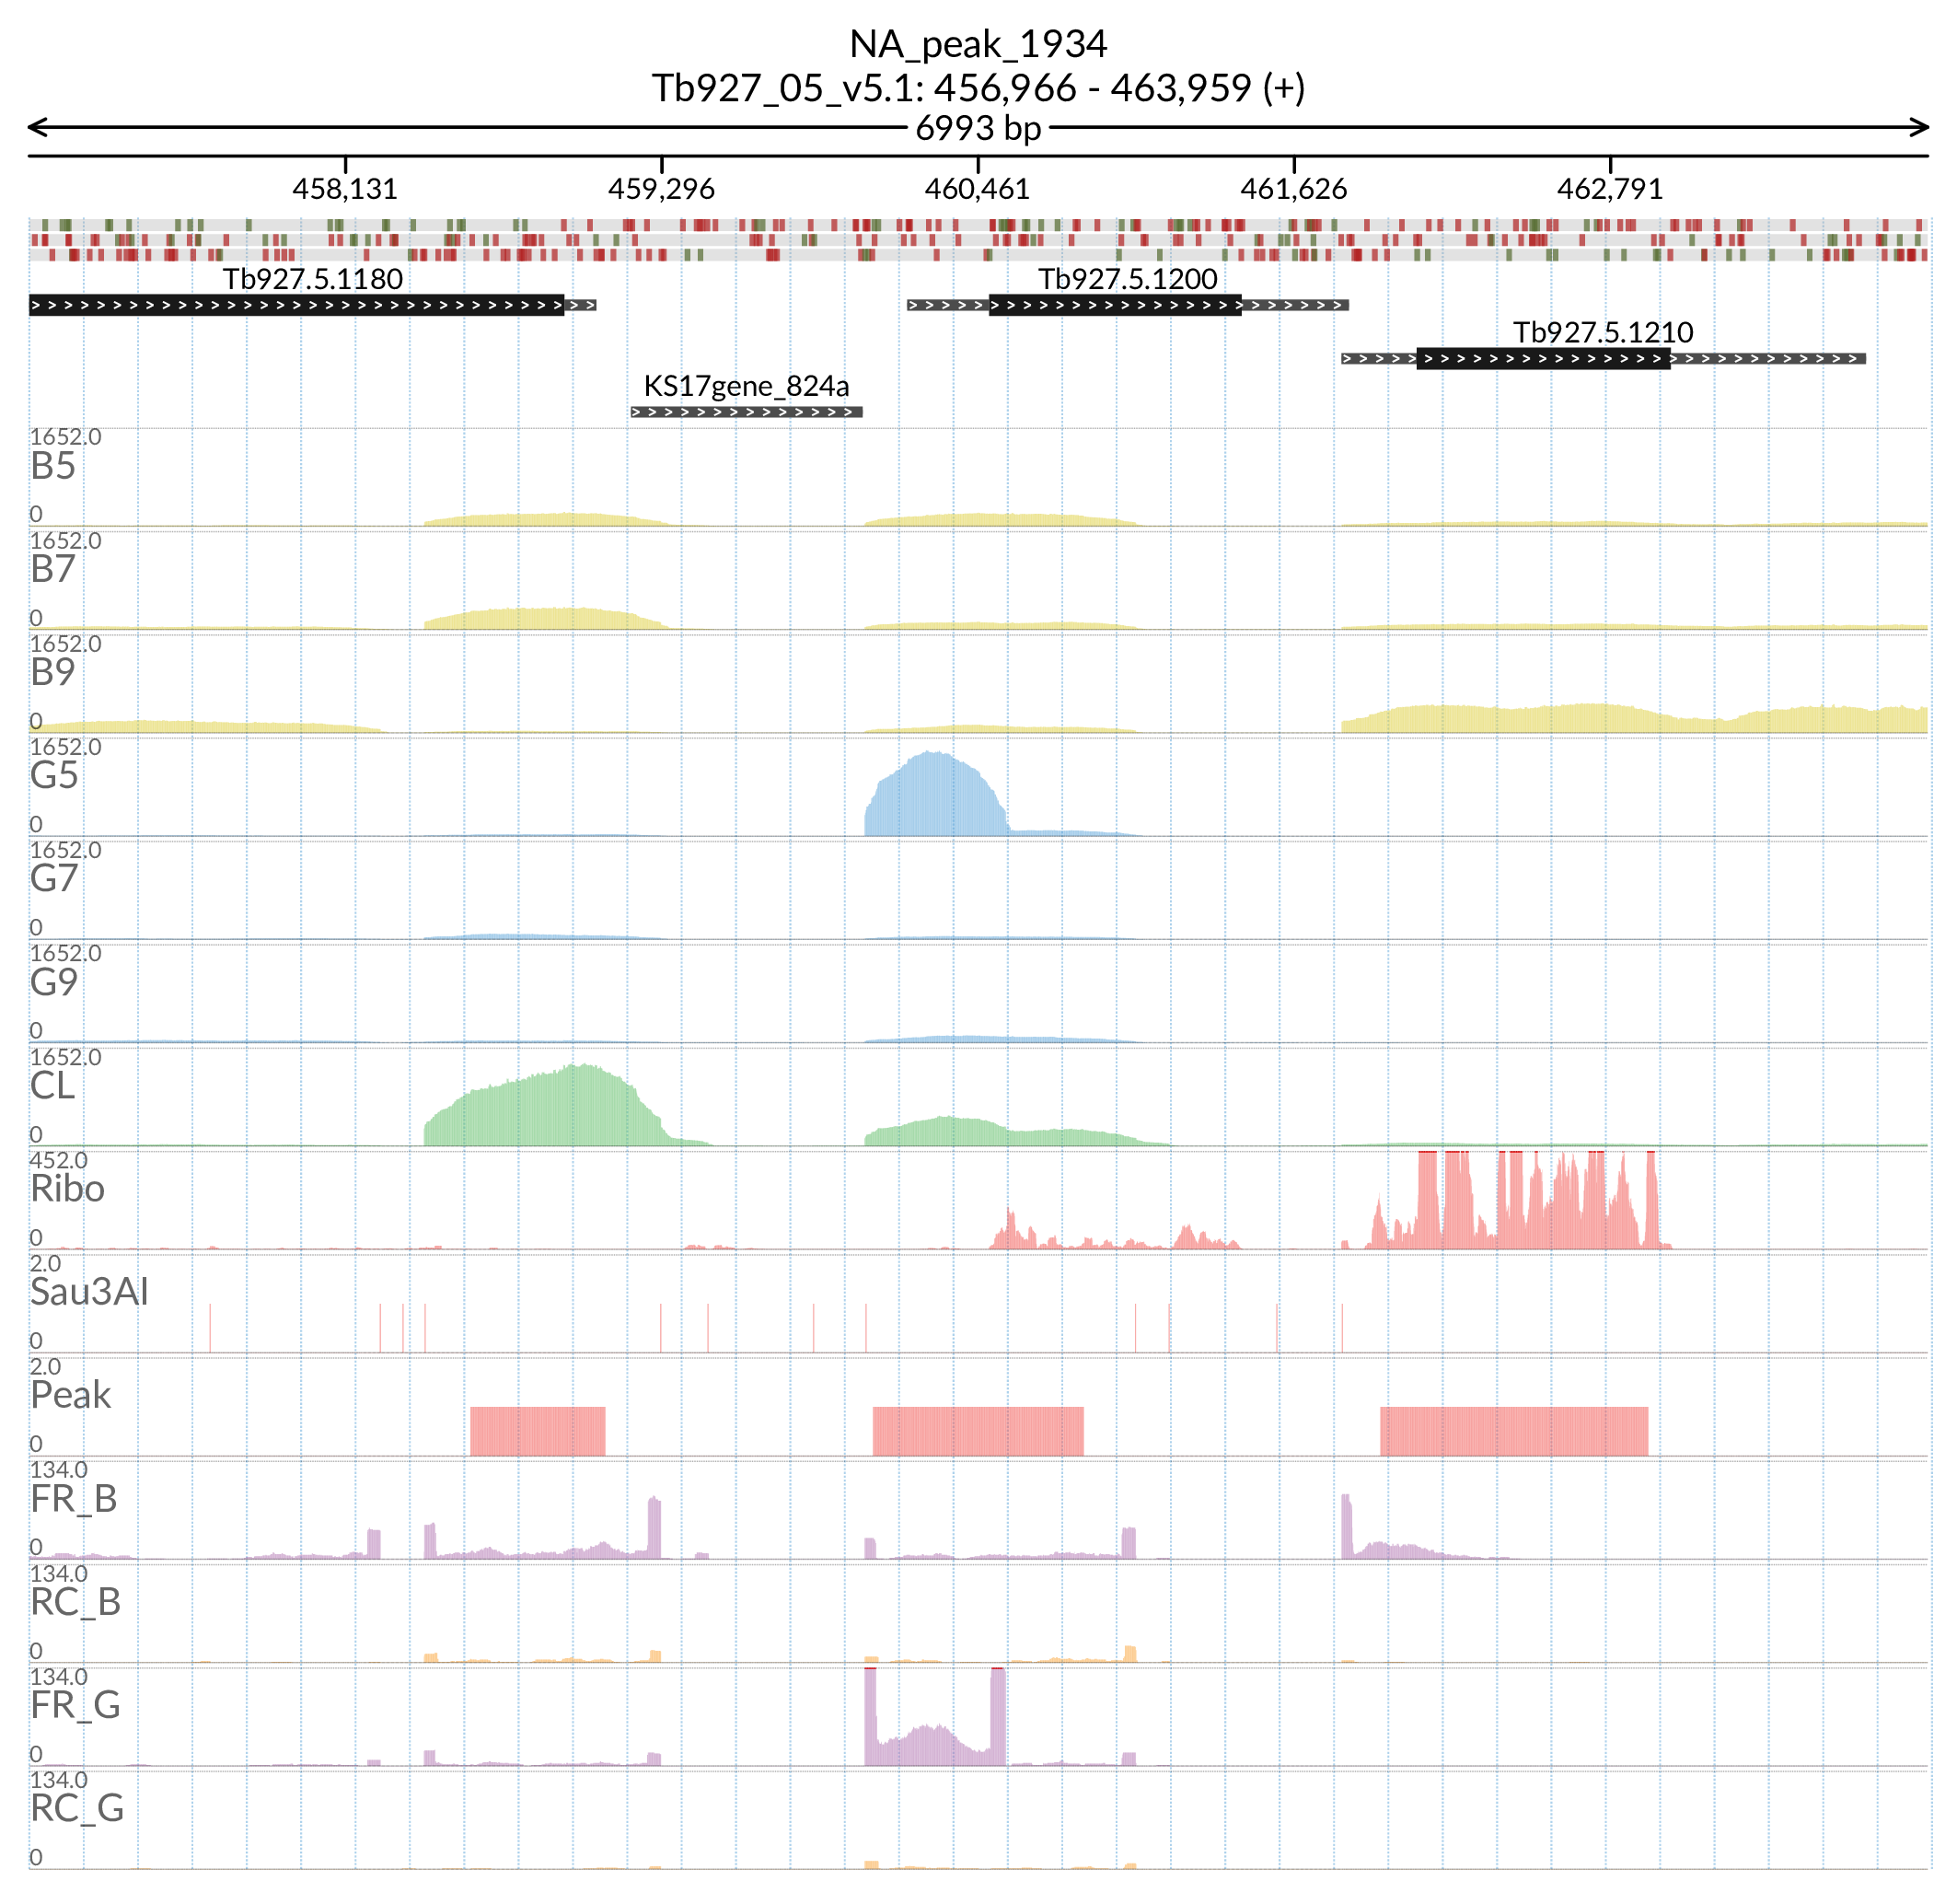 NA_peak_1934
Tb927_05_v5.1: 456,966 - 463,959 (+)
6993 bp
458,131 459,296 460,461 461,626 462,791
Tb927.5.1180 Tb927.5.1200
Tb927.5.1210
KS17gene_824a
1652.0
B5
0
1652.0
B7
0
1652.0
B9
0
1652.0
G5
0
1652.0
G7
0
1652.0
G9
0
1652.0
CL
0
452.0
Ribo
0
2.0
Sau3AI
0
2.0
Peak
0
134.0
FR_B
0
134.0
RC_B
0
134.0
FR_G
0
134.0
RC_G
0